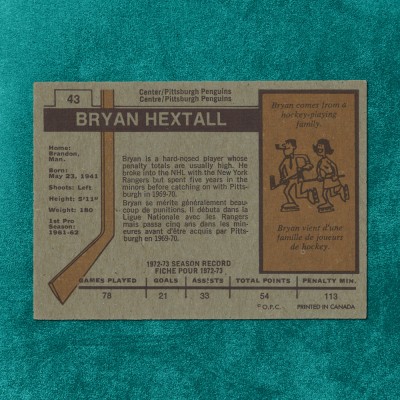 43
Center/Pittsburgh Penguins
Centre/Pittsburgh Penguins
BRYAN HEXTALL
Home:
Brandon,
Man.
Born:
May 23, 1941
Shoots: Left
Height: 5'11"
Weight: 180
1st Pro
Season:
1961-62
Bryan is a hard-nosed player whose
penalty totals are usually high. He
broke into the NHL with the New York
Rangers but spent five years in the
minors before catching on with Pitts-
burgh in 1969-70.
Bryan se mérite généralement beau-
coup de punitions. Il débuta dans la
Ligue Nationale avec les Rangers
mais passa cinq ans dans les min-
eures avant d'être acquis par Pitts-
burgh en 1969-70.
Bryan comes from a
hockey-playing
family.
Bryan vient d'une
famille de joueurs
de hockey.
1972-73 SEASON RECORD
FICHE POUR 1972-73
GAMES PLAYED GOALS ASSISTS TOTAL POINTS PENALTY MIN.
78 21 33 54 113
© O.P.C. PRINTED IN CANADA